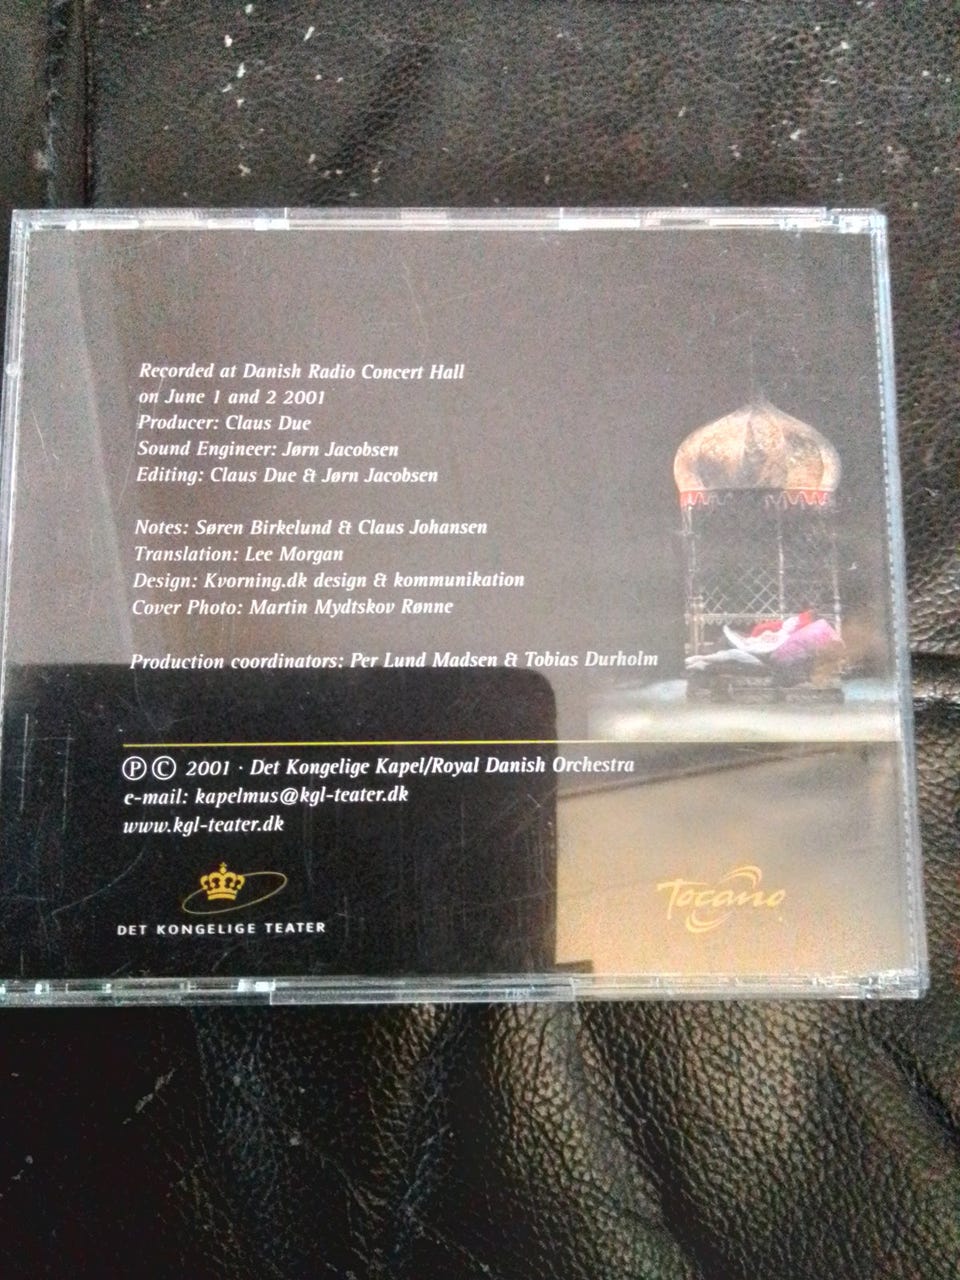 Recorded at Danish Radio Concert Hall
on June 1 and 2 2001
Producer: Claus Due
Sound Engineer: Jørn Jacobsen
Editing: Claus Due & Jørn Jacobsen
Notes: Søren Birkelund & Claus Johansen
Translation: Lee Morgan
Design: Kvorning.dk design & kommunikation
Cover Photo: Martin Mydtskov Rønne
Production coordinators: Per Lund Madsen & Tobias Durholm
℗ © 2001 · Det Kongelige Kapel/Royal Danish Orchestra
e-mail: kapelmus@kgl-teater.dk
www.kgl-teater.dk
DET KONGELIGE TEATER
Tocano